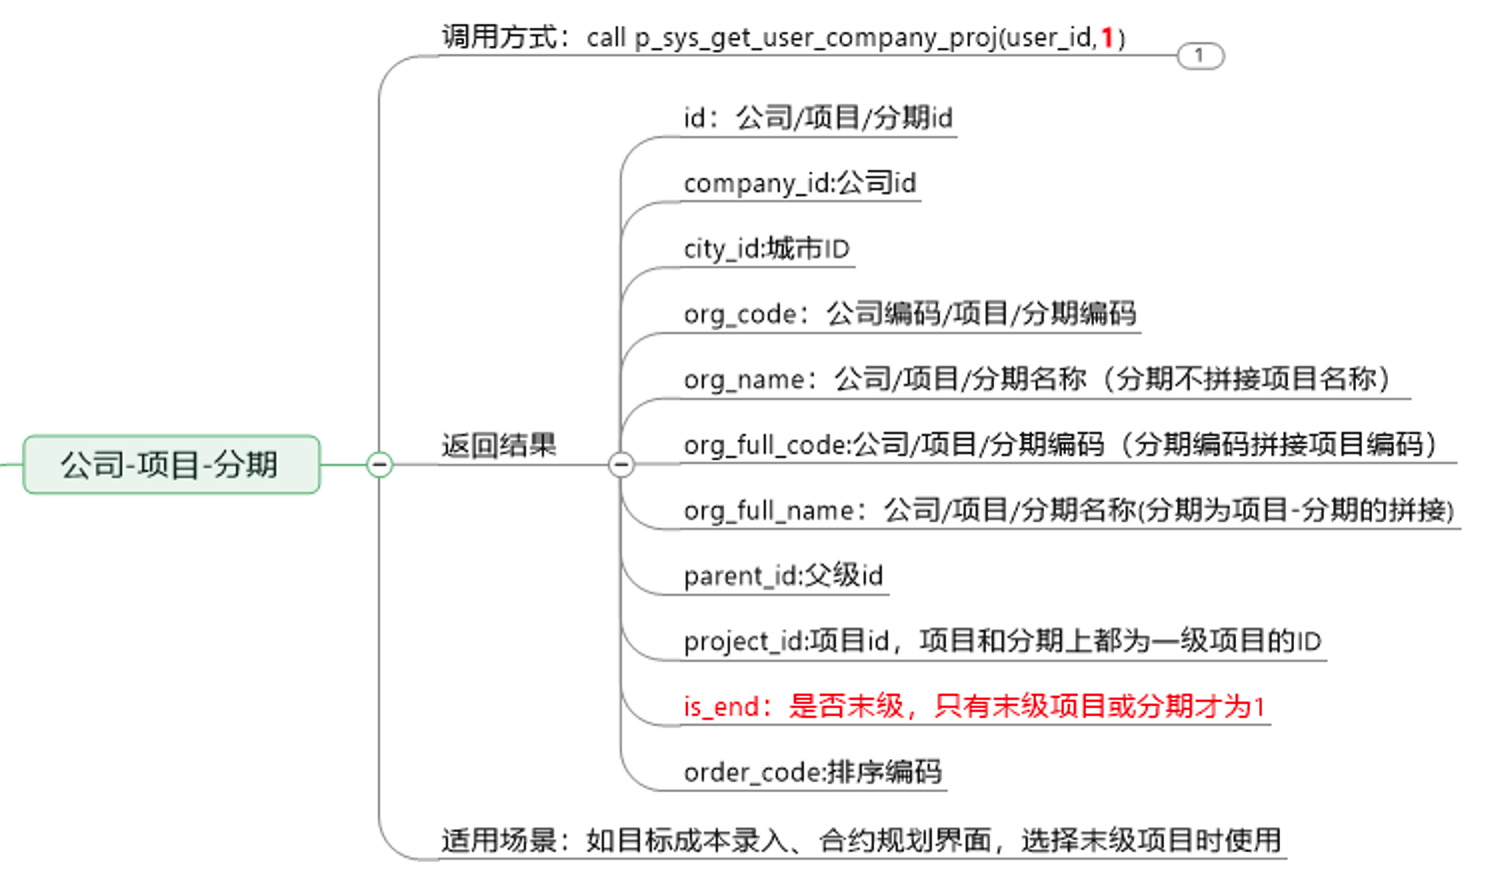 调用方式：call p_sys_get_user_company_proj(user_id,1)
1
id：公司/项目/分期id
company_id:公司id
city_id:城市ID
org_code：公司编码/项目/分期编码
org_name：公司/项目/分期名称（分期不拼接项目名称）
返回结果
org_full_code:公司/项目/分期编码（分期编码拼接项目编码）
公司-项目-分期
org_full_name：公司/项目/分期名称(分期为项目-分期的拼接)
parent_id:父级id
project_id:项目id，项目和分期上都为一级项目的ID
is_end：是否末级，只有末级项目或分期才为1
order_code:排序编码
适用场景：如目标成本录入、合约规划界面，选择末级项目时使用